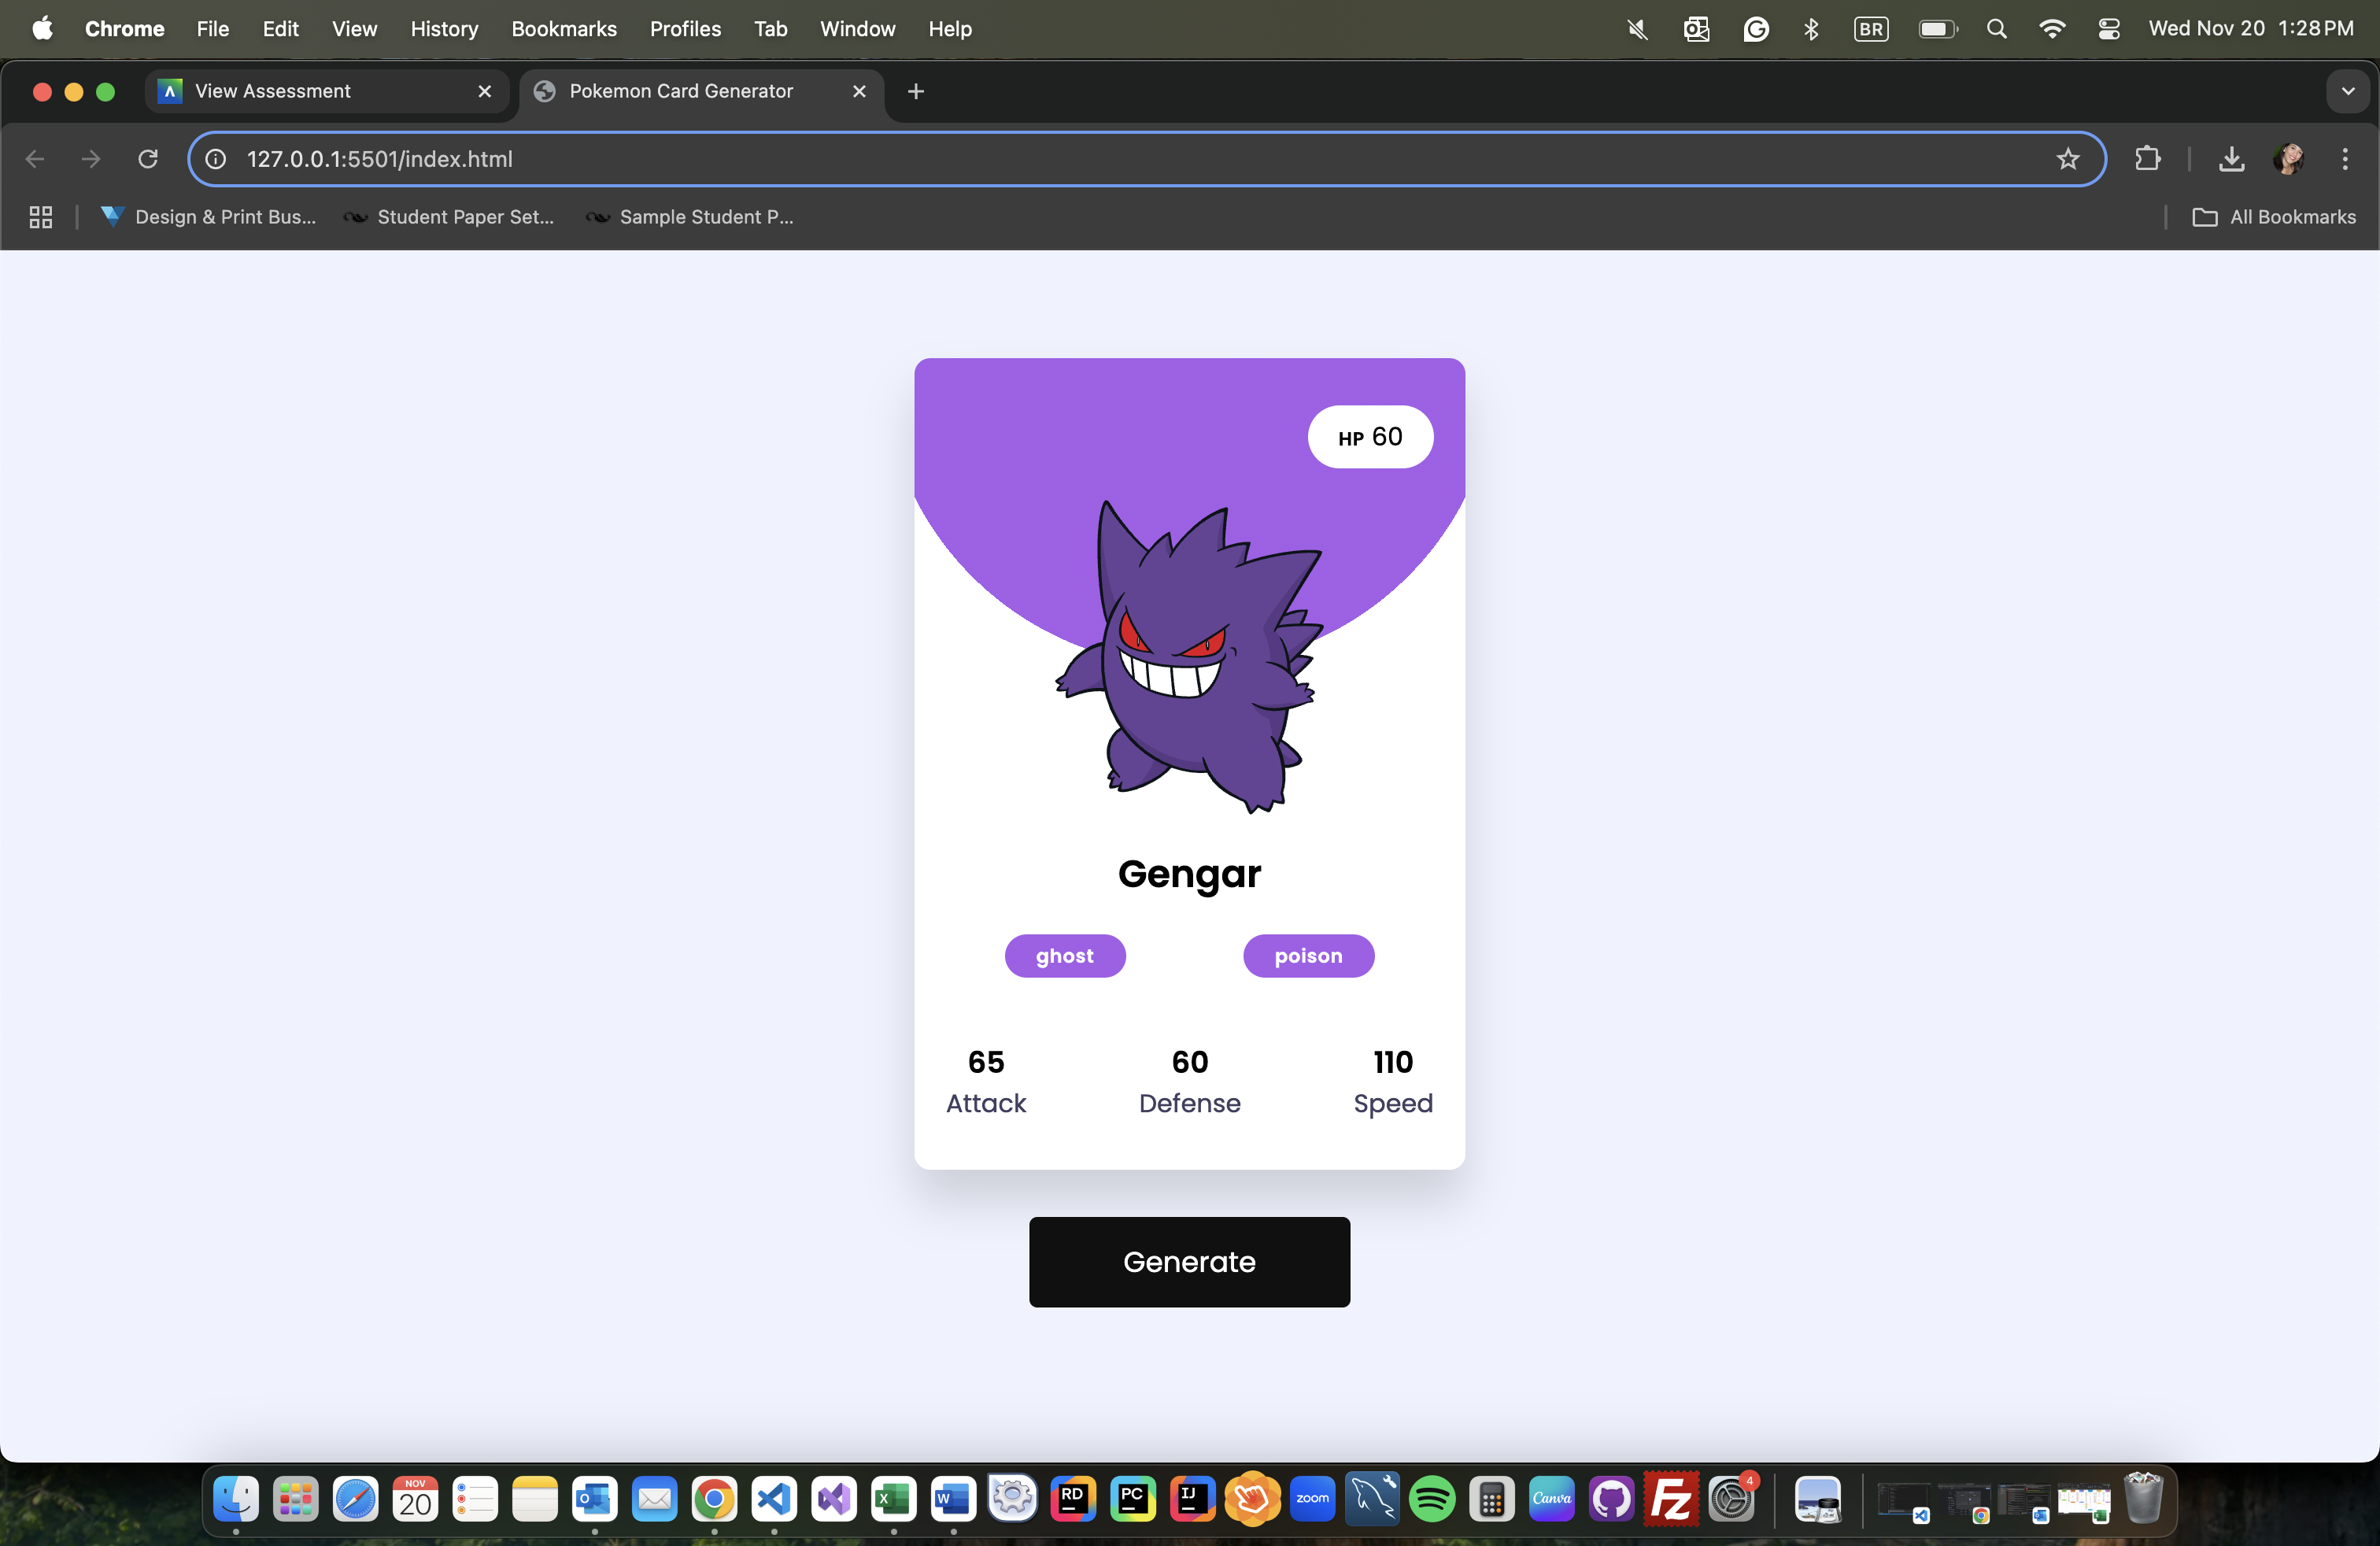 Chrome File Edit View History Bookmarks Profiles Tab Window Help BR Wed Nov 20 1:28 PM
View Assessment Pokemon Card Generator
127.0.0.1:5501/index.html
Design & Print Bus... Student Paper Set... Sample Student P... All Bookmarks
HP 60
Gengar
ghost poison
65 60 110
Attack Defense Speed
Generate
NOV
20
RD
PC
IJ
zoom
Canva
Fz
4